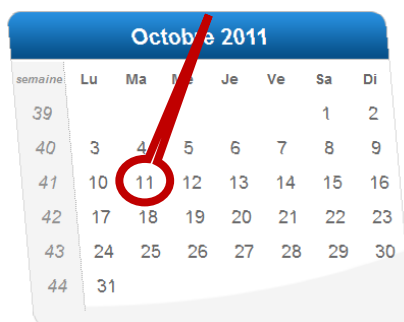 Octobre 2011
semaine Lu Ma Me Je Ve Sa Di
39 1 2
40 3 4 5 6 7 8 9
41 10 11 12 13 14 15 16
42 17 18 19 20 21 22 23
43 24 25 26 27 28 29 30
44 31